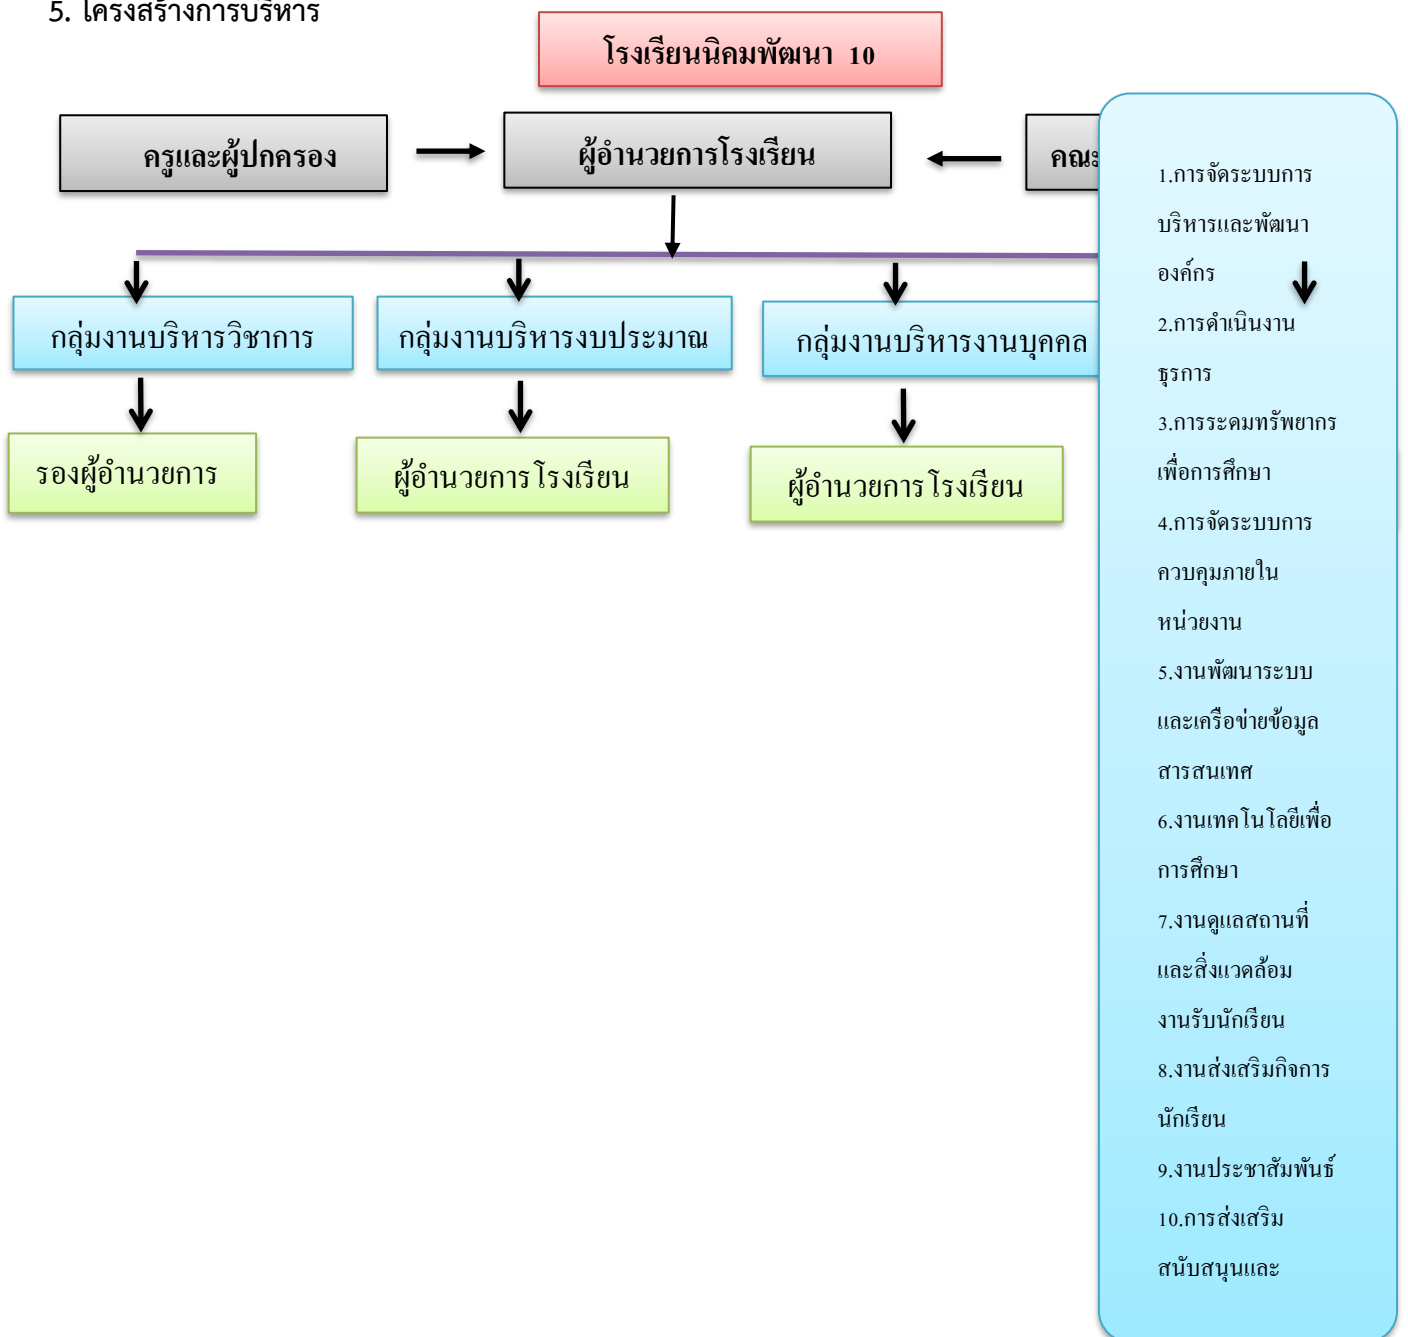 5. โครงสร้างการบริหาร
โรงเรียนนิคมพัฒนา 10
ครูและผู้ปกครอง
ผู้อำนวยการโรงเรียน
คณะ
กลุ่มงานบริหารวิชาการ
กลุ่มงานบริหารงบประมาณ
กลุ่มงานบริหารงานบุคคล
รองผู้อำนวยการ
ผู้อำนวยการโรงเรียน
ผู้อำนวยการโรงเรียน
1.การจัดระบบการ
บริหารและพัฒนา
องค์กร
2.การดำเนินงาน
ธุรการ
3.การระดมทรัพยากร
เพื่อการศึกษา
4.การจัดระบบการ
ควบคุมภายใน
หน่วยงาน
5.งานพัฒนาระบบ
และเครือข่ายข้อมูล
สารสนเทศ
6.งานเทคโนโลยีเพื่อ
การศึกษา
7.งานดูแลสถานที่
และสิ่งแวดล้อม
งานรับนักเรียน
8.งานส่งเสริมกิจการ
นักเรียน
9.งานประชาสัมพันธ์
10.การส่งเสริม
สนับสนุนและ